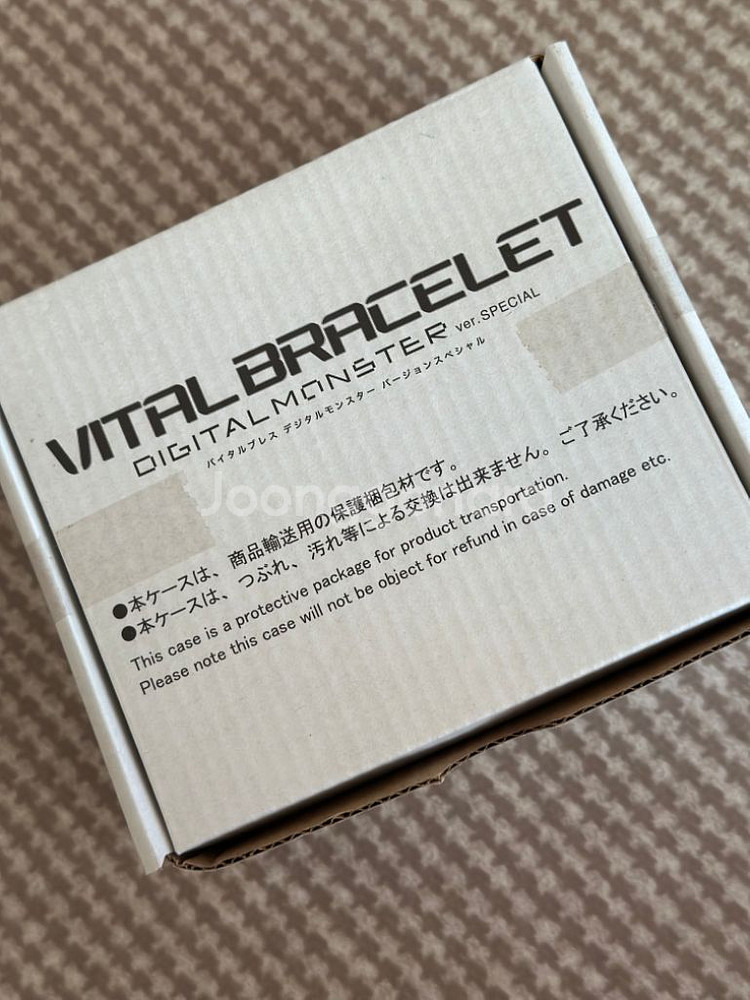 VITAL BRACELET
DIGITALMONSTER ver.SPECIAL
バイタルブレス デジタルモンスター バージョンスペシャル
●本ケースは、商品輸送用の保護梱包材です。
●本ケースは、つぶれ、汚れ等による交換は出来ません。ご了承ください。
This case is a protective package for product transportation.
Please note this case will not be object for refund in case of damage etc.